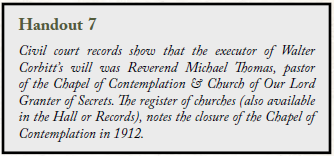 Handout 7
Civil court records show that the executor of Walter
Corbitt's will was Reverend Michael Thomas, pastor
of the Chapel of Contemplation & Church of Our Lord
Granter of Secrets. The register of churches (also available
in the Hall or Records), notes the closure of the Chapel of
Contemplation in 1912.